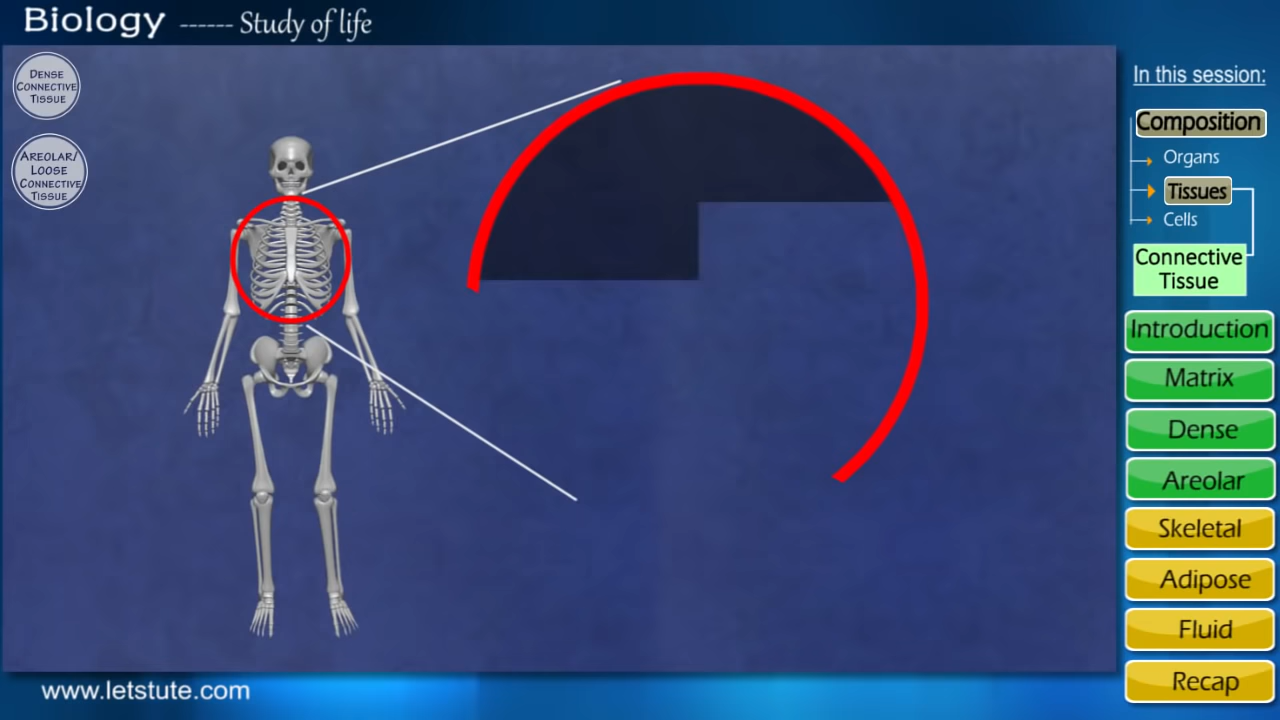 Biology ------ Study of life
DENSE
CONNECTIVE
TISSUE
AREOLAR/
LOOSE
CONNECTIVE
TISSUE
In this session:
Composition
Organs
Tissues
Cells
Connective
Tissue
Introduction
Matrix
Dense
Areolar
Skeletal
Adipose
Fluid
Recap
www.letstute.com